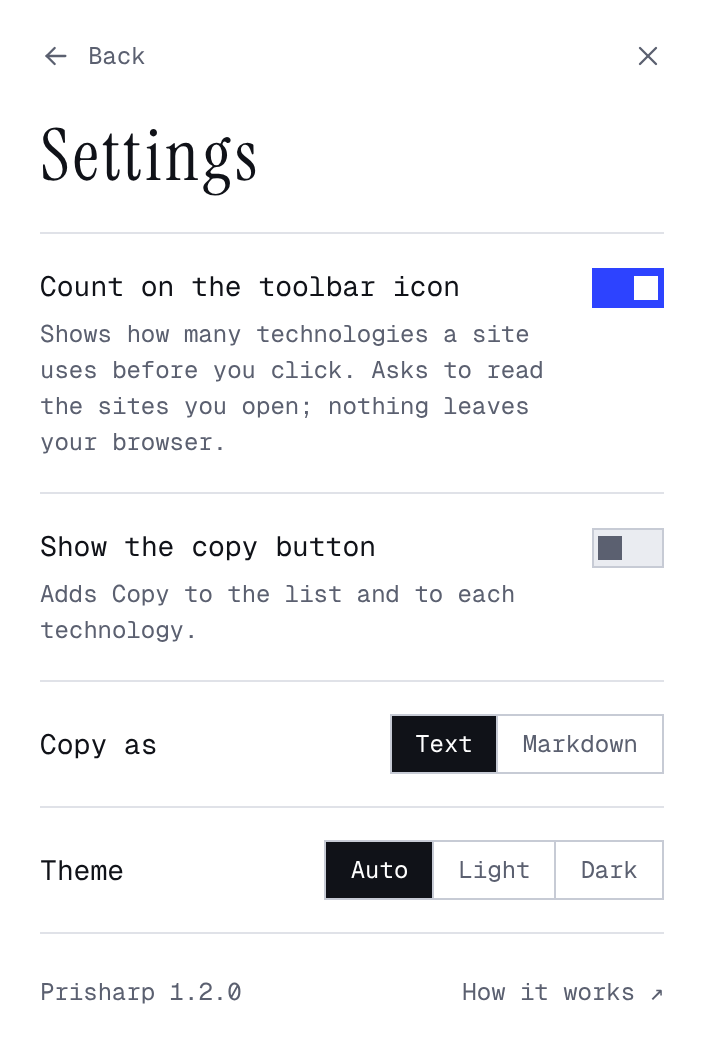 ← Back
Settings
Count on the toolbar icon
Shows how many technologies a site
uses before you click. Asks to read
the sites you open; nothing leaves
your browser.
Show the copy button
Adds Copy to the list and to each
technology.
Copy as Text Markdown
Theme Auto Light Dark
Prisharp 1.2.0 How it works ↗